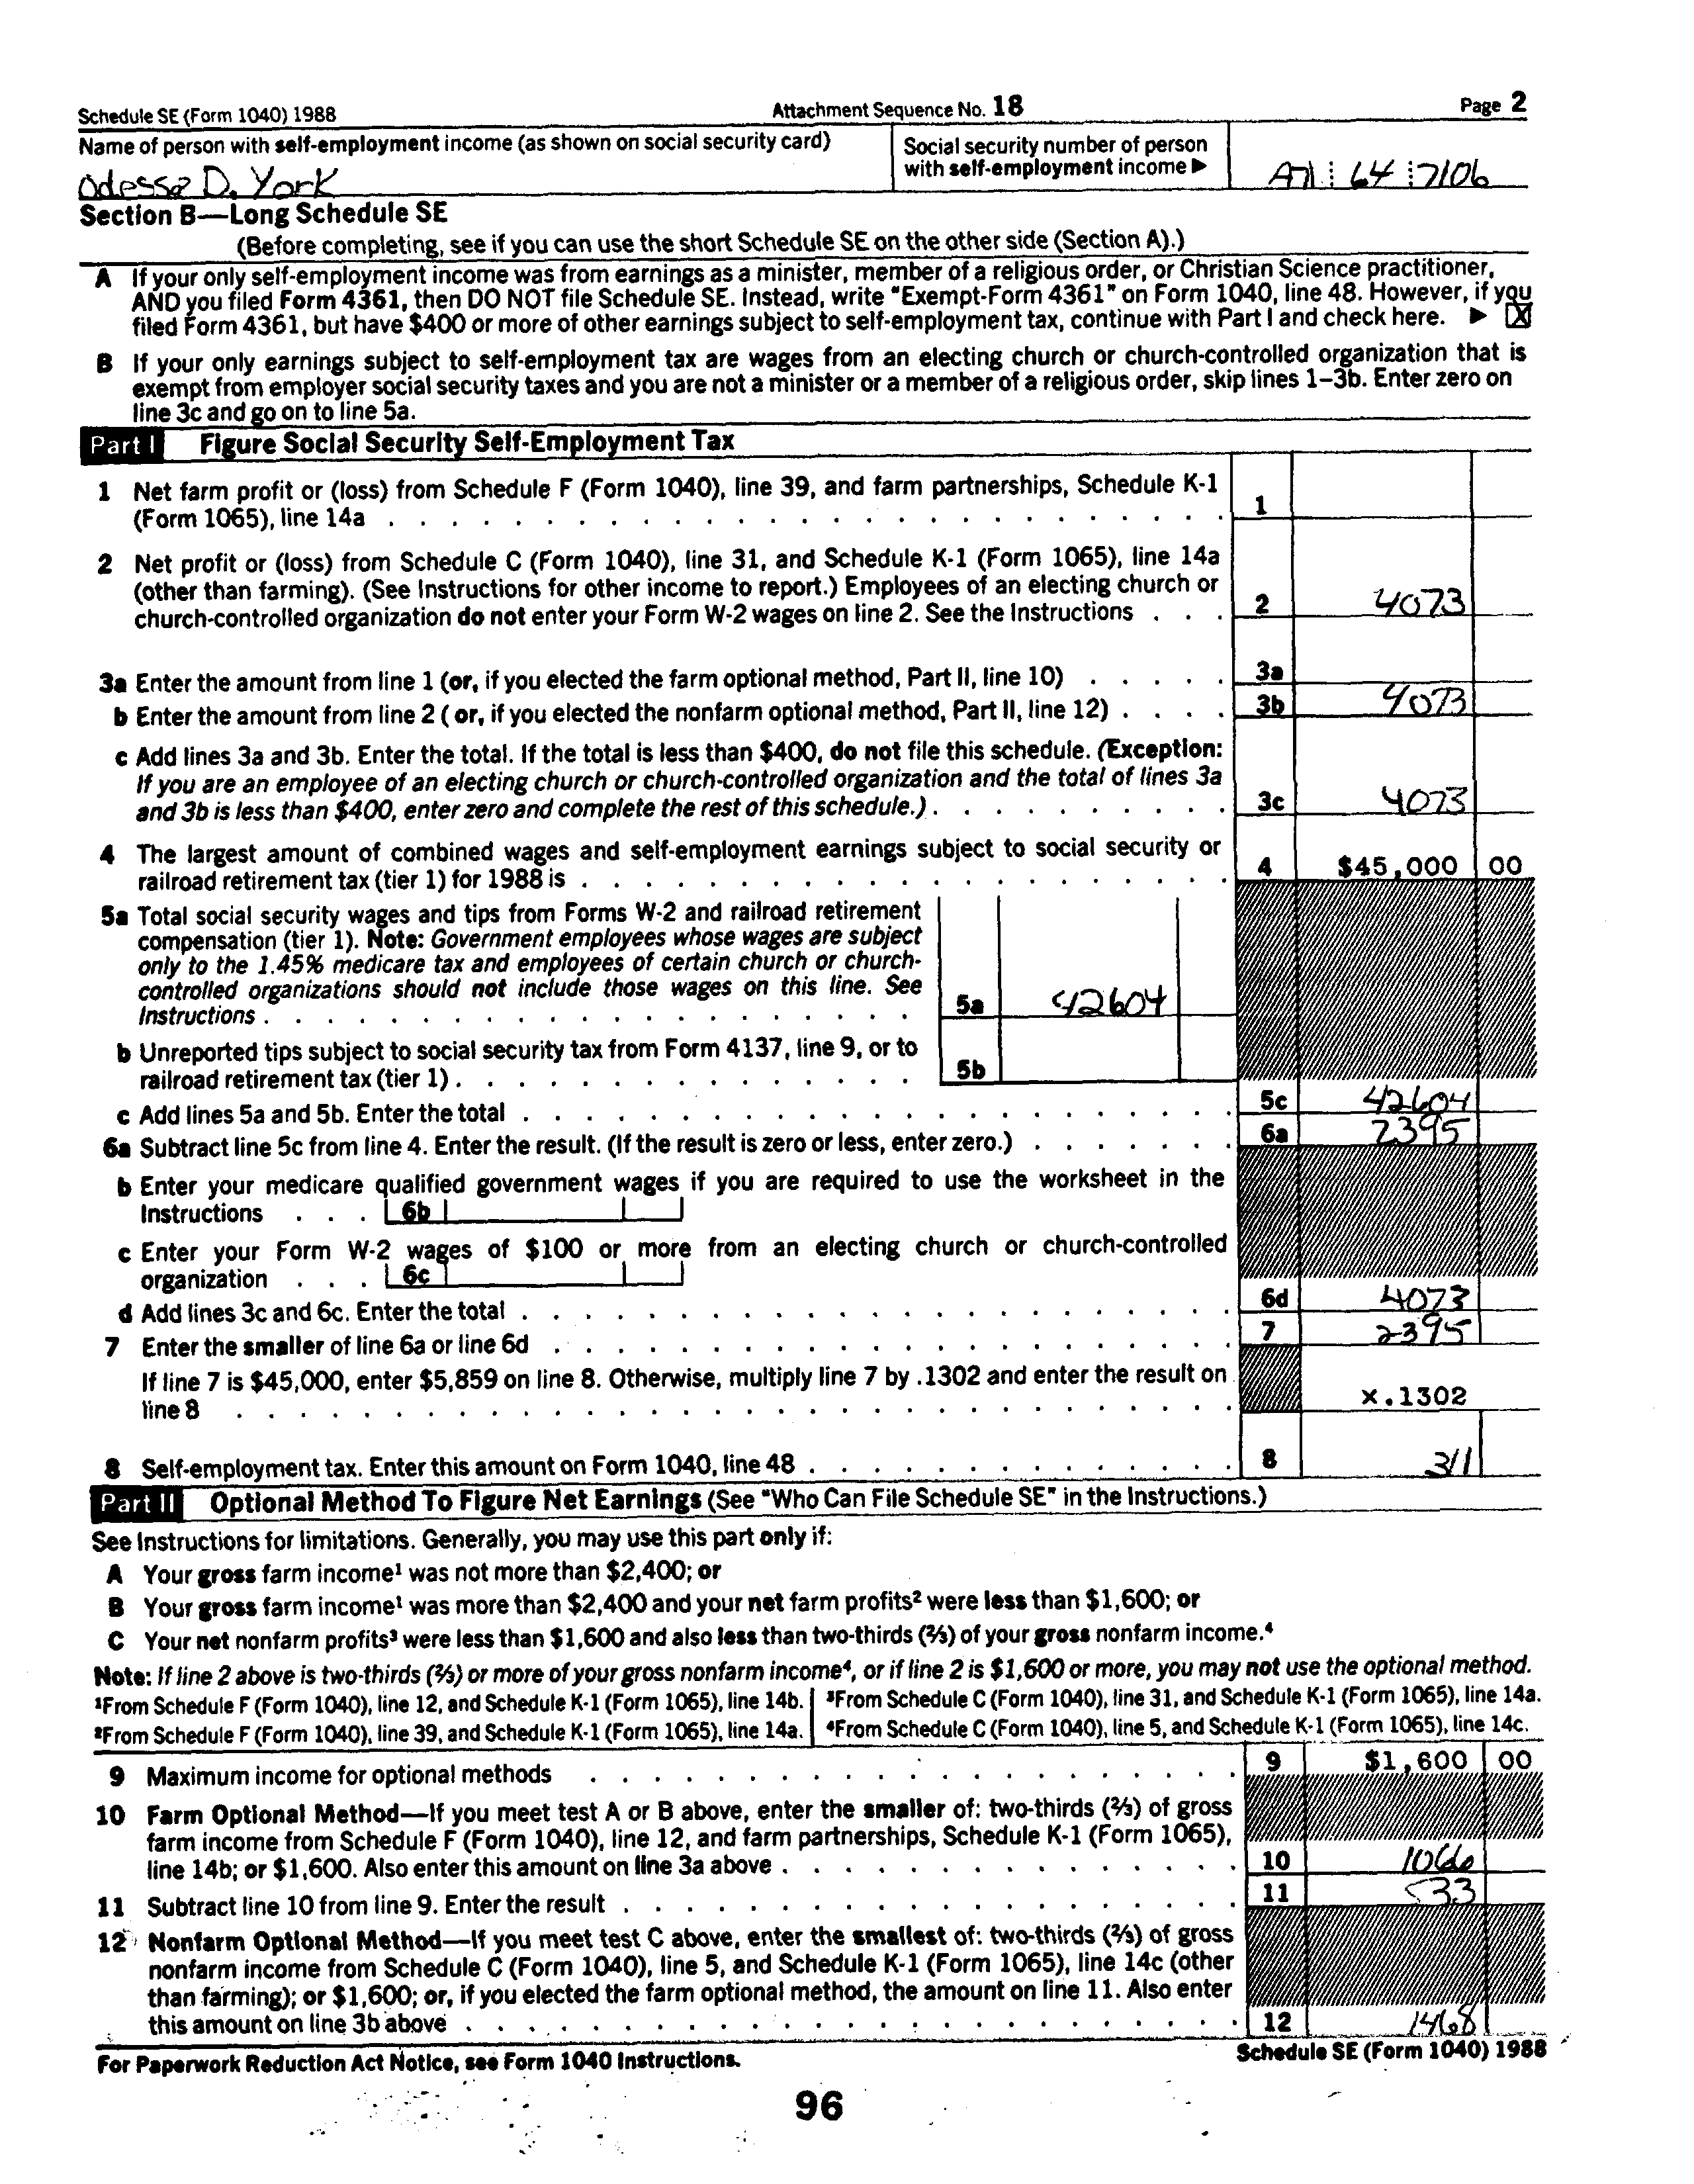 Schedule SE (Form 1040) 1988 Attachment Sequence No. 18 Page 2
Name of person with self-employment income (as shown on social security card)
Social security number of person
with self-employment income ▶
Odessa D. York
64 7106
Section B—Long Schedule SE
(Before completing, see if you can use the short Schedule SE on the other side (Section A).)
A If your only self-employment income was from earnings as a minister, member of a religious order, or Christian Science practitioner,
AND you filed Form 4361, then DO NOT file Schedule SE. Instead, write "Exempt-Form 4361" on Form 1040, line 48. However, if you
filed Form 4361, but have $400 or more of other earnings subject to self-employment tax, continue with Part I and check here. ▶ X
B If your only earnings subject to self-employment tax are wages from an electing church or church-controlled organization that is
exempt from employer social security taxes and you are not a minister or a member of a religious order, skip lines 1–3b. Enter zero on
line 3c and go on to line 5a.
Part I Figure Social Security Self-Employment Tax
1 Net farm profit or (loss) from Schedule F (Form 1040), line 39, and farm partnerships, Schedule K-1
(Form 1065), line 14a . . . 1
2 Net profit or (loss) from Schedule C (Form 1040), line 31, and Schedule K-1 (Form 1065), line 14a
(other than farming). (See Instructions for other income to report.) Employees of an electing church or
church-controlled organization do not enter your Form W-2 wages on line 2. See the Instructions . . . 2 4073
3a Enter the amount from line 1 (or, if you elected the farm optional method, Part II, line 10) . . . 3a
b Enter the amount from line 2 ( or, if you elected the nonfarm optional method, Part II, line 12) . . . 3b 4073
c Add lines 3a and 3b. Enter the total. If the total is less than $400, do not file this schedule. (Exception:
If you are an employee of an electing church or church-controlled organization and the total of lines 3a
and 3b is less than $400, enter zero and complete the rest of this schedule.) . . . 3c 4073
4 The largest amount of combined wages and self-employment earnings subject to social security or
railroad retirement tax (tier 1) for 1988 is . . . 4 $45,000 00
5a Total social security wages and tips from Forms W-2 and railroad retirement
compensation (tier 1). Note: Government employees whose wages are subject
only to the 1.45% medicare tax and employees of certain church or church-
controlled organizations should not include those wages on this line. See
Instructions . . . 5a 42604
b Unreported tips subject to social security tax from Form 4137, line 9, or to
railroad retirement tax (tier 1) . . . 5b
c Add lines 5a and 5b. Enter the total . . . 5c 42604
6a Subtract line 5c from line 4. Enter the result. (If the result is zero or less, enter zero.) . . . 6a 2395
b Enter your medicare qualified government wages if you are required to use the worksheet in the
Instructions . . . 6b
c Enter your Form W-2 wages of $100 or more from an electing church or church-controlled
organization . . . 6c
d Add lines 3c and 6c. Enter the total . . . 6d 4073
7 Enter the smaller of line 6a or line 6d . . . 7 2395
If line 7 is $45,000, enter $5,859 on line 8. Otherwise, multiply line 7 by .1302 and enter the result on
line 8 . . . x.1302
8 Self-employment tax. Enter this amount on Form 1040, line 48 . . . 8 311
Part II Optional Method To Figure Net Earnings (See "Who Can File Schedule SE" in the Instructions.)
See Instructions for limitations. Generally, you may use this part only if:
A Your gross farm income¹ was not more than $2,400; or
B Your gross farm income¹ was more than $2,400 and your net farm profits² were less than $1,600; or
C Your net nonfarm profits³ were less than $1,600 and also less than two-thirds (⅔) of your gross nonfarm income.⁴
Note: If line 2 above is two-thirds (⅔) or more of your gross nonfarm income⁴, or if line 2 is $1,600 or more, you may not use the optional method.
¹From Schedule F (Form 1040), line 12, and Schedule K-1 (Form 1065), line 14b. ³From Schedule C (Form 1040), line 31, and Schedule K-1 (Form 1065), line 14a.
²From Schedule F (Form 1040), line 39, and Schedule K-1 (Form 1065), line 14a. ⁴From Schedule C (Form 1040), line 5, and Schedule K-1 (Form 1065), line 14c.
9 Maximum income for optional methods . . . 9 $1,600 00
10 Farm Optional Method—If you meet test A or B above, enter the smaller of: two-thirds (⅔) of gross
farm income from Schedule F (Form 1040), line 12, and farm partnerships, Schedule K-1 (Form 1065),
line 14b; or $1,600. Also enter this amount on line 3a above . . . 10 1066
11 Subtract line 10 from line 9. Enter the result . . . 11 533
12 Nonfarm Optional Method—If you meet test C above, enter the smallest of: two-thirds (⅔) of gross
nonfarm income from Schedule C (Form 1040), line 5, and Schedule K-1 (Form 1065), line 14c (other
than farming); or $1,600; or, if you elected the farm optional method, the amount on line 11. Also enter
this amount on line 3b above . . . 12 1468
For Paperwork Reduction Act Notice, see Form 1040 Instructions. Schedule SE (Form 1040) 1988
96